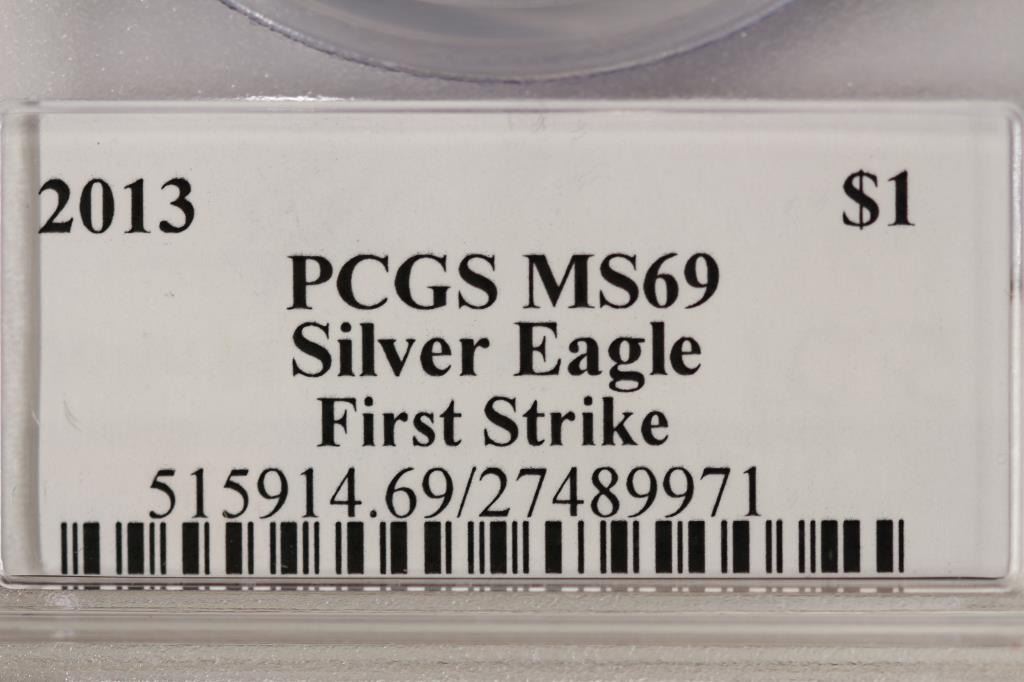 2013 $1
PCGS MS69
Silver Eagle
First Strike
515914.69/27489971